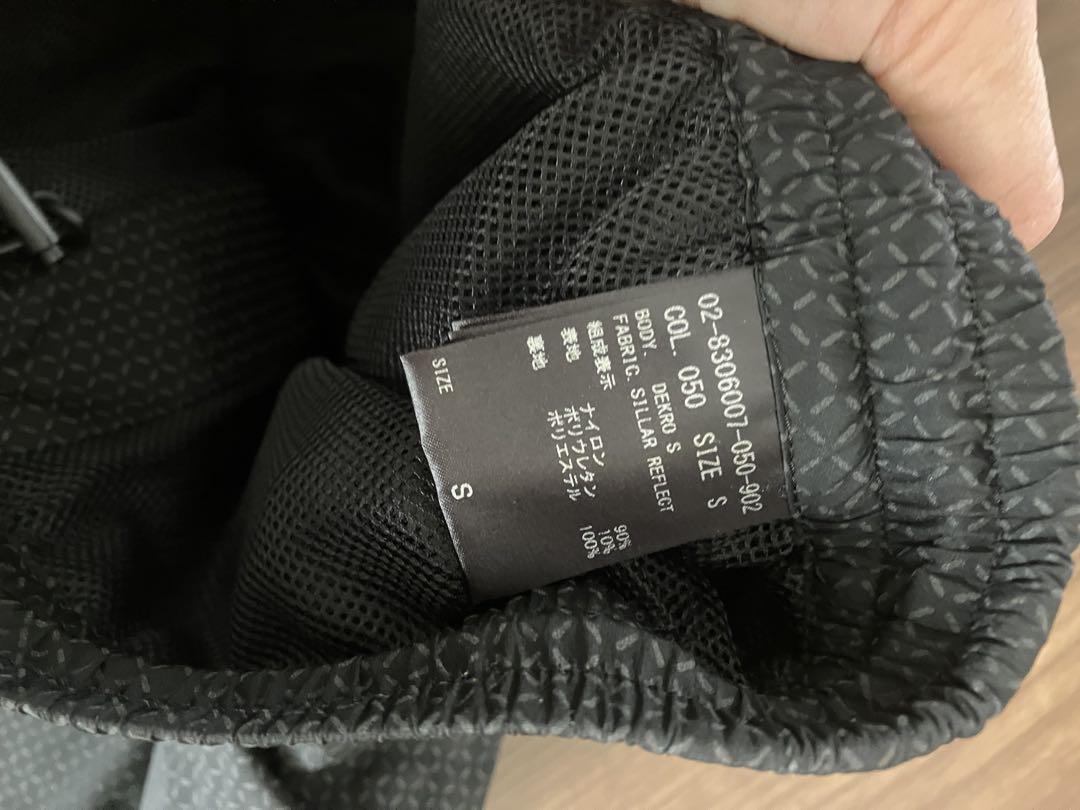 02-8306007-050-902
COL. 050 SIZE S
BODY. DEKRO S
FABRIC. SILLAR REFLECT
組成表示
表地 ナイロン 90%
ポリウレタン 10%
裏地 ポリエステル 100%
SIZE S